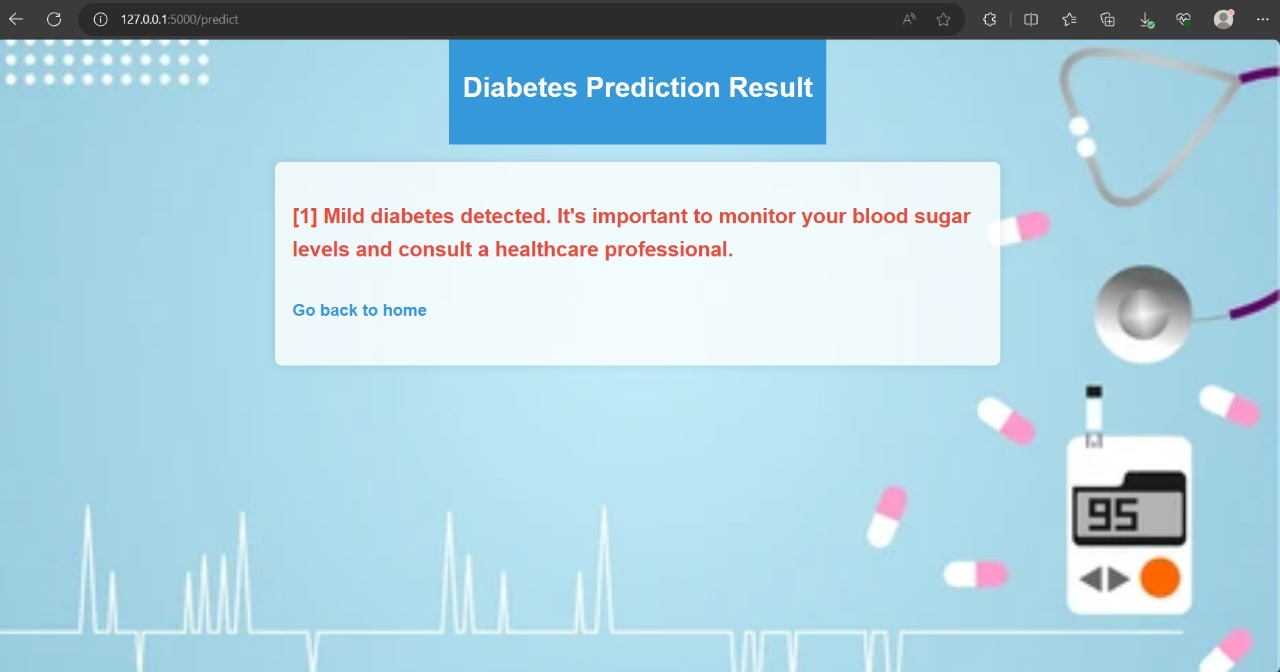 127.0.0.1:5000/predict
Diabetes Prediction Result
[1] Mild diabetes detected. It's important to monitor your blood sugar
levels and consult a healthcare professional.
Go back to home
95